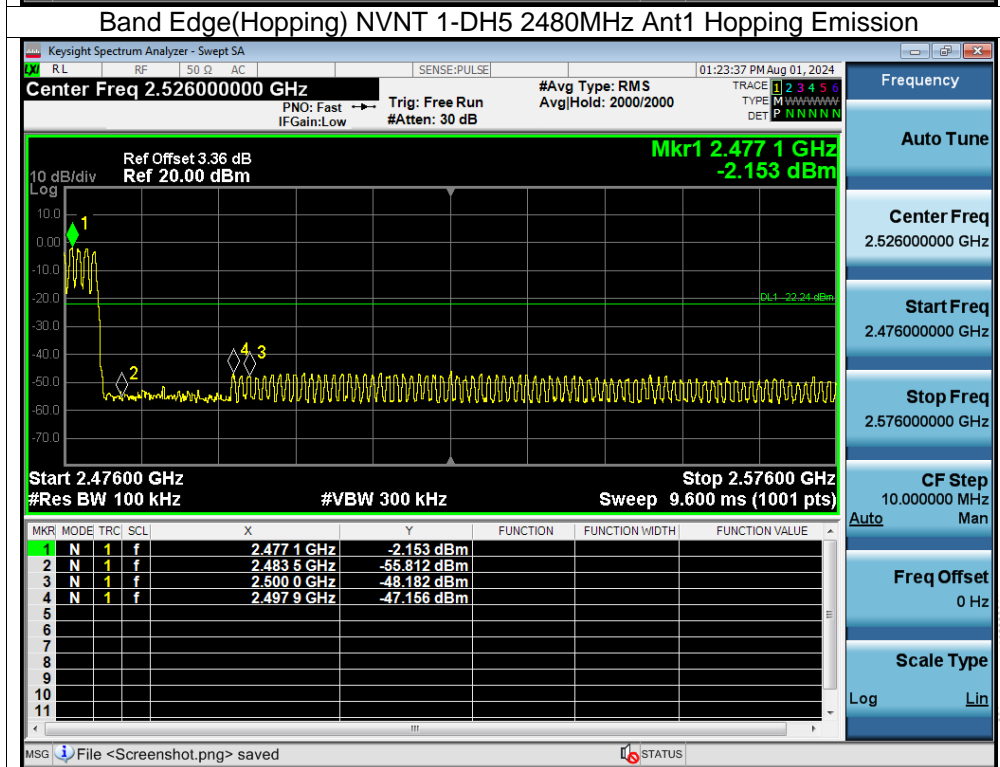 Band Edge(Hopping) NVNT 1-DH5 2480MHz Ant1 Hopping Emission
Keysight Spectrum Analyzer - Swept SA
LXI RL RF 50 Ω AC SENSE:PULSE 01:23:37 PM Aug 01, 2024
Center Freq 2.526000000 GHz #Avg Type: RMS TRACE 1 2 3 4 5 6
PNO: Fast Trig: Free Run Avg|Hold: 2000/2000 TYPE M WWWWW
IFGain:Low #Atten: 30 dB DET P N N N N N
Ref Offset 3.36 dB Mkr1 2.477 1 GHz
10 dB/div Ref 20.00 dBm -2.153 dBm
Log
10.0
1
0.00
-10.0
-20.0
DL1 -22.24 dBm
-30.0
-40.0
4 3
-50.0
2
-60.0
-70.0
Start 2.47600 GHz Stop 2.57600 GHz
#Res BW 100 kHz #VBW 300 kHz Sweep 9.600 ms (1001 pts)
MKR MODE TRC SCL X Y FUNCTION FUNCTION WIDTH FUNCTION VALUE
1 N 1 f 2.477 1 GHz -2.153 dBm
2 N 1 f 2.483 5 GHz -55.812 dBm
3 N 1 f 2.500 0 GHz -48.182 dBm
4 N 1 f 2.497 9 GHz -47.156 dBm
5
6
7
8
9
10
11
MSG File <Screenshot.png> saved STATUS
Frequency
Auto Tune
Center Freq
2.526000000 GHz
Start Freq
2.476000000 GHz
Stop Freq
2.576000000 GHz
CF Step
10.000000 MHz
Auto Man
Freq Offset
0 Hz
Scale Type
Log Lin